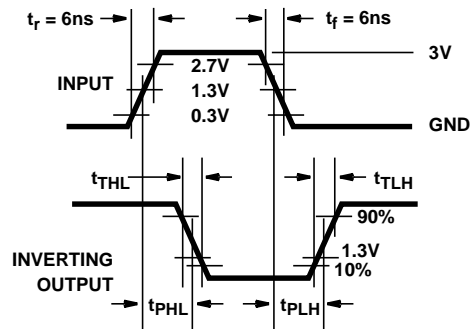 tr = 6ns
tf = 6ns
3V
INPUT
2.7V
1.3V
0.3V
GND
tTHL
tTLH
90%
INVERTING
OUTPUT
1.3V
10%
tPHL
tPLH